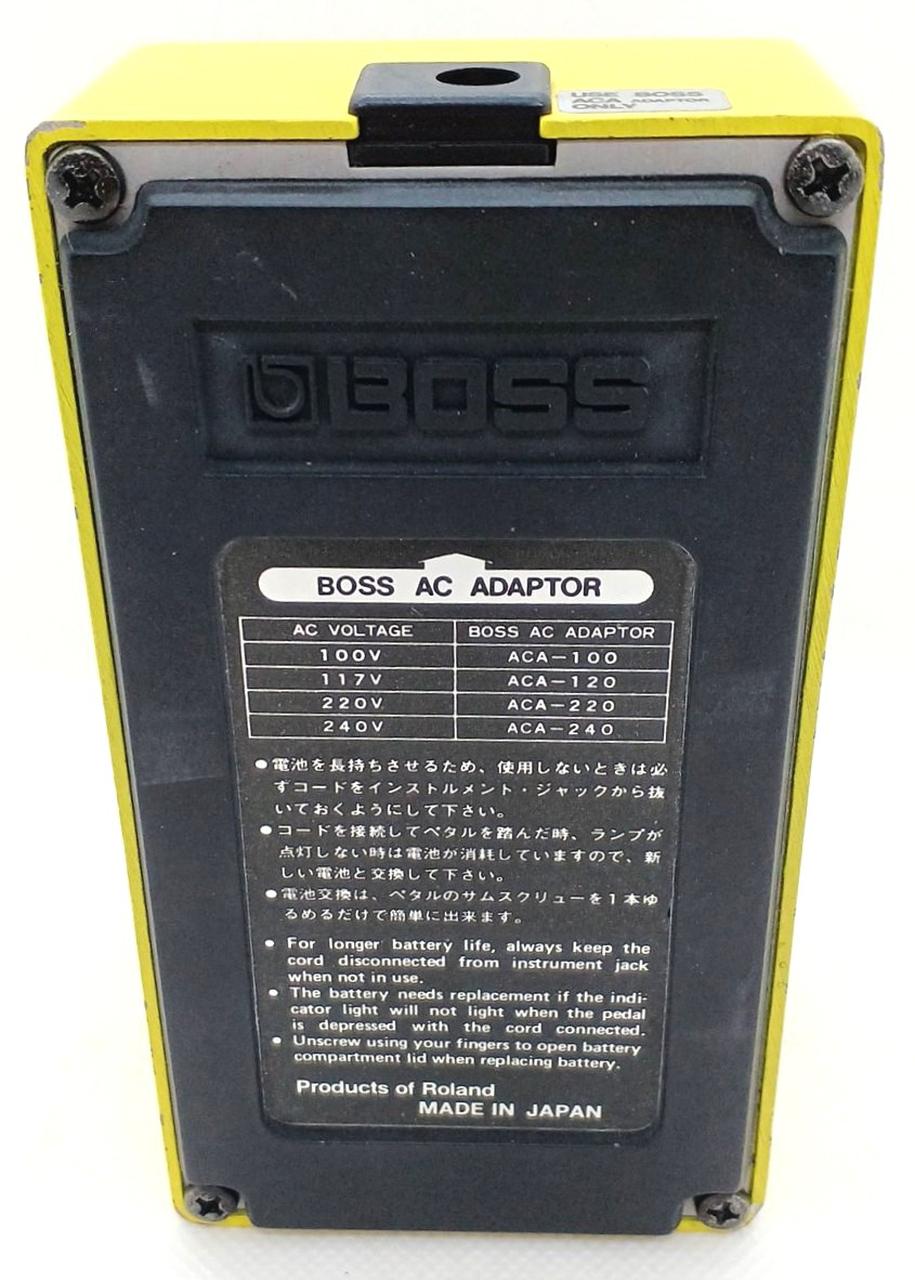 USE BOSS
ACA ADAPTOR
ONLY
BOSS
BOSS AC ADAPTOR
AC VOLTAGE BOSS AC ADAPTOR
100V ACA-100
117V ACA-120
220V ACA-220
240V ACA-240
●電池を長持ちさせるため、使用しないときは必
ずコードをインストルメント・ジャックから抜
いておくようにして下さい。
●コードを接続してペタルを踏んだ時、ランプが
点灯しない時は電池が消耗していますので、新
しい電池と交換して下さい。
●電池交換は、ペタルのサムスクリューを1本ゆ
るめるだけで簡単に出来ます。
● For longer battery life, always keep the
cord disconnected from instrument jack
when not in use.
● The battery needs replacement if the indi-
cator light will not light when the pedal
is depressed with the cord connected.
● Unscrew using your fingers to open battery
compartment lid when replacing battery.
Products of Roland
MADE IN JAPAN